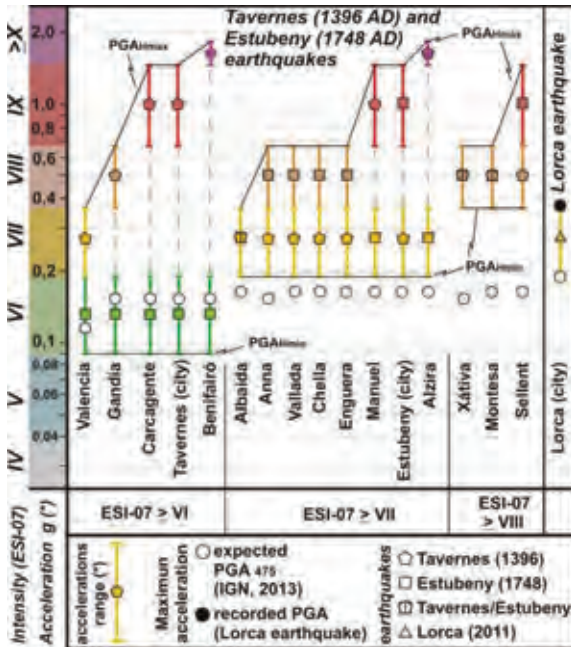 Tavernes (1396 AD) and
Estubeny (1748 AD)
earthquakes
PGAHmax
PGAHmax
PGAHmin
PGAHmin
≥X
IX
VIII
VII
VI
V
IV
2,0
1,0
0,8
0,6
0,4
0,2
0,1
0,08
0,06
0,04
Lorca earthquake
Valencia
Gandia
Carcagente
Tavernes (city)
Benifairó
Albaida
Anna
Vallada
Chella
Enguera
Manuel
Estubeny (city)
Alzira
Xátiva
Montesa
Sellent
Lorca (city)
Intensity (ESI-07)
Acceleration g (*)
ESI-07 ≥ VI
ESI-07 ≥ VII
ESI-07
≥ VIII
accelerations
range (*)
Maximun
acceleration
expected
PGA 475
(IGN, 2013)
recorded PGA
(Lorca earthquake)
earthquakes
Tavernes (1396)
Estubeny (1748)
Tavernes/Estubeny
Lorca (2011)